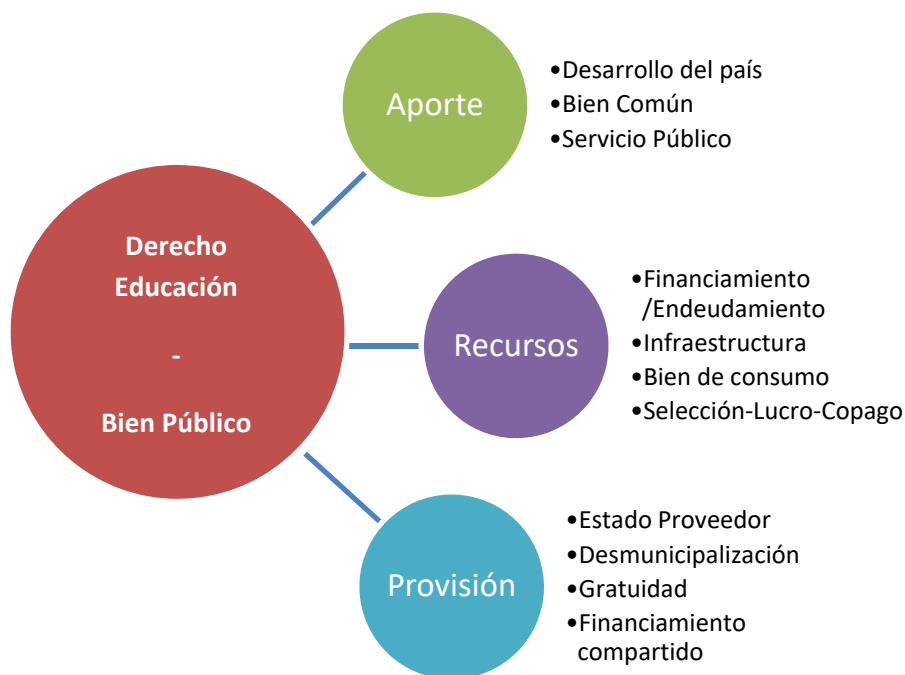 Derecho
Educación
-
Bien Público
Aporte
•Desarrollo del país
•Bien Común
•Servicio Público
Recursos
•Financiamiento
/Endeudamiento
•Infraestructura
•Bien de consumo
•Selección-Lucro-Copago
Provisión
•Estado Proveedor
•Desmunicipalización
•Gratuidad
•Financiamiento
compartido